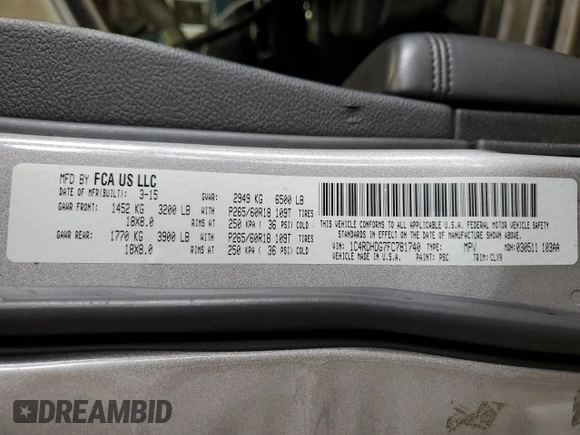 MFD BY FCA US LLC
DATE OF MFR(BUILT): 3-15 GVWR: 2949 KG 6500 LB
GAWR FRONT: 1452 KG 3200 LB WITH P265/60R18 109T TIRES
18X8.0 RIMS AT 250 KPA ( 36 PSI) COLD
GAWR REAR: 1770 KG 3900 LB WITH P265/60R18 109T TIRES
18X8.0 RIMS AT 250 KPA ( 36 PSI) COLD
THIS VEHICLE CONFORMS TO ALL APPLICABLE U.S.A. FEDERAL MOTOR VEHICLE SAFETY
STANDARDS IN EFFECT ON THE DATE OF MANUFACTURE SHOWN ABOVE
VIN: 1C4RDHDG7FC781740 TYPE: MPV MDH: 030511 103AA
VEHICLE MADE IN U.S.A. PAINT: PSC TRIM: CLX9
DREAMBID